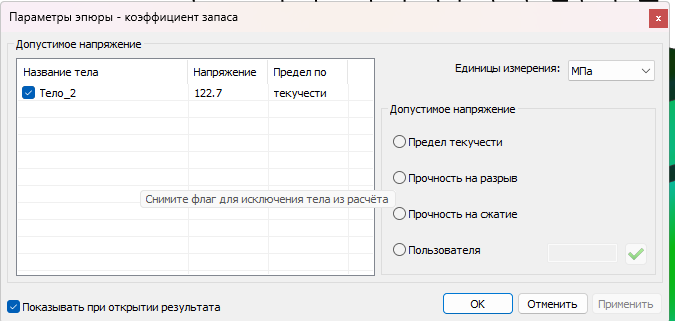 Параметры эпюры - коэффициент запаса
Допустимое напряжение
Единицы измерения: МПа
Название тела Напряжение Предел по
Тело_2 122.7 текучести
Допустимое напряжение
Предел текучести
Прочность на разрыв
Снимите флаг для исключения тела из расчёта
Прочность на сжатие
Пользователя
Показывать при открытии результата
OK Отменить Применить